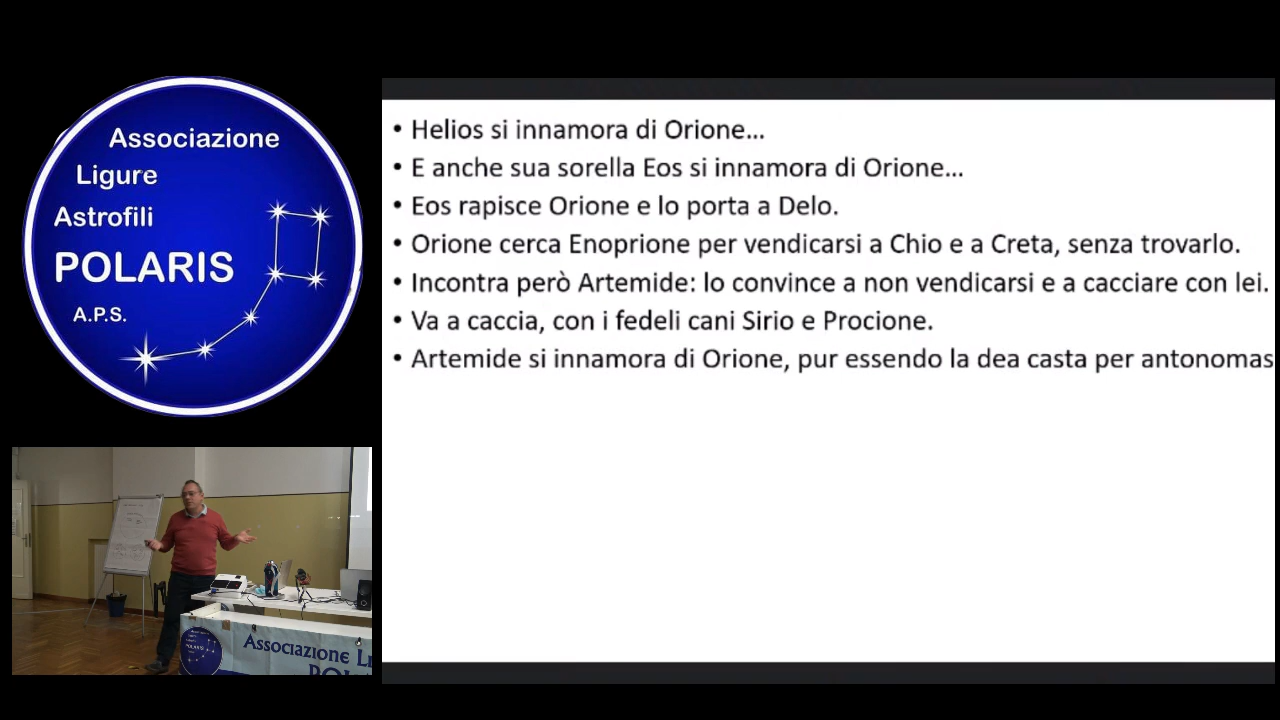 Associazione
Ligure
Astrofili
POLARIS
A.P.S.
• Helios si innamora di Orione...
• E anche sua sorella Eos si innamora di Orione...
• Eos rapisce Orione e lo porta a Delo.
• Orione cerca Enoprione per vendicarsi a Chio e a Creta, senza trovarlo.
• Incontra però Artemide: lo convince a non vendicarsi e a cacciare con lei.
• Va a caccia, con i fedeli cani Sirio e Procione.
• Artemide si innamora di Orione, pur essendo la dea casta per antonomas
POLARIS
Associazione Li
POL